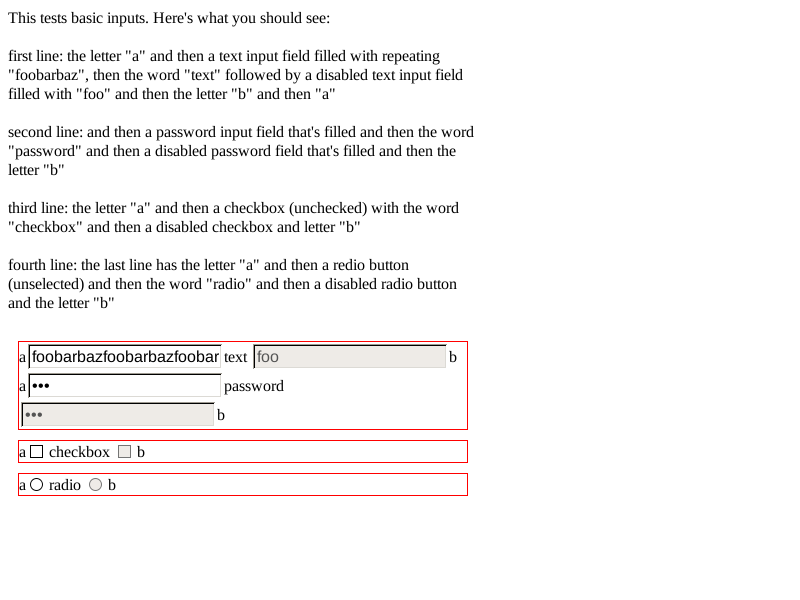 This tests basic inputs. Here's what you should see:
first line: the letter "a" and then a text input field filled with repeating
"foobarbaz", then the word "text" followed by a disabled text input field
filled with "foo" and then the letter "b" and then "a"
second line: and then a password input field that's filled and then the word
"password" and then a disabled password field that's filled and then the
letter "b"
third line: the letter "a" and then a checkbox (unchecked) with the word
"checkbox" and then a disabled checkbox and letter "b"
fourth line: the last line has the letter "a" and then a redio button
(unselected) and then the word "radio" and then a disabled radio button
and the letter "b"
a foobarbazfoobarbazfoobar text foo b
a ••• password
••• b
a checkbox b
a radio b